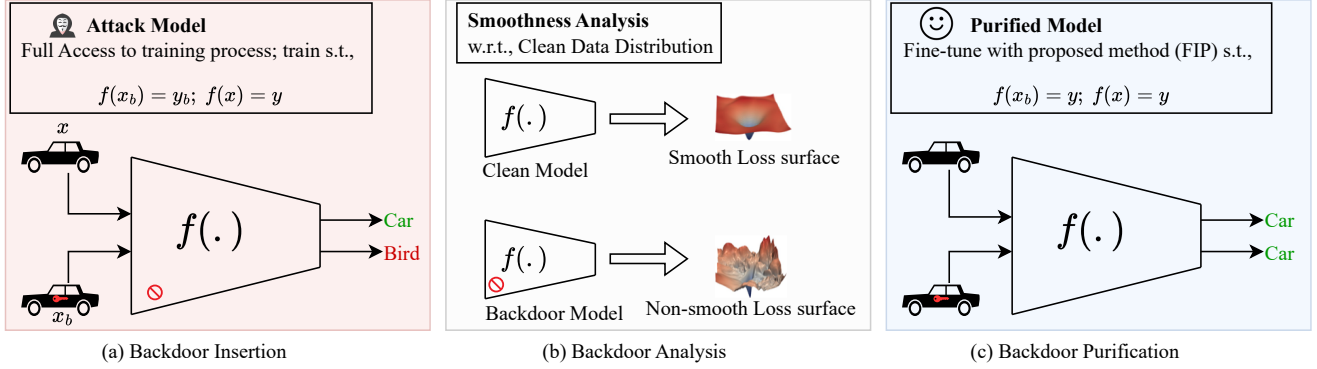 Attack Model
Full Access to training process; train s.t.,
f(x_b) = y_b; f(x) = y
x
f(.)
Car
Bird
x_b
(a) Backdoor Insertion
Smoothness Analysis
w.r.t., Clean Data Distribution
f(.)
Clean Model
Smooth Loss surface
f(.)
Backdoor Model
Non-smooth Loss surface
(b) Backdoor Analysis
Purified Model
Fine-tune with proposed method (FIP) s.t.,
f(x_b) = y; f(x) = y
f(.)
Car
Car
(c) Backdoor Purification